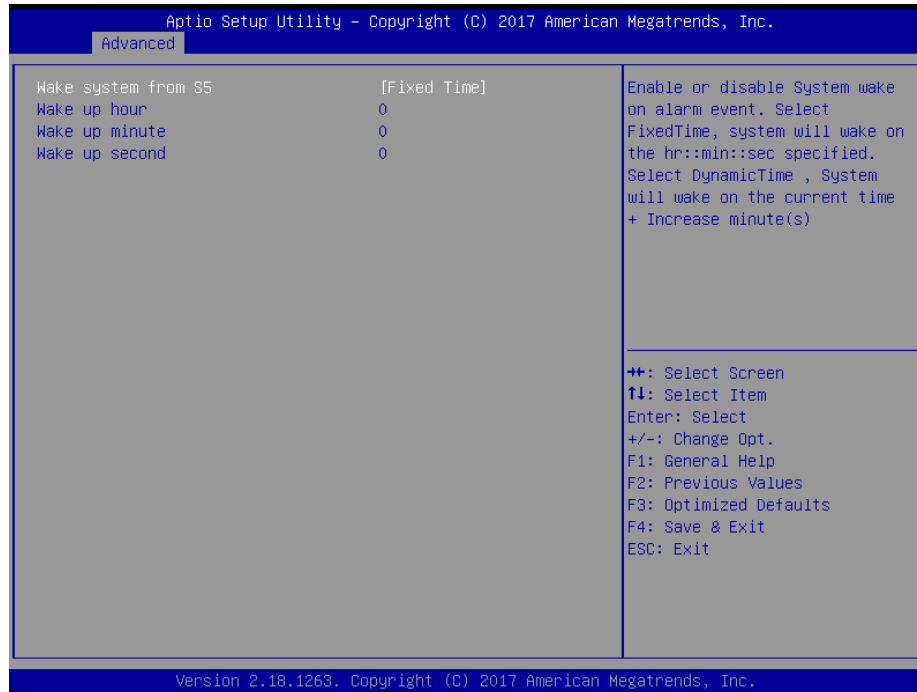 Aptio Setup Utility – Copyright (C) 2017 American Megatrends, Inc.
Advanced
Wake system from S5 [Fixed Time]
Wake up hour 0
Wake up minute 0
Wake up second 0
Enable or disable System wake
on alarm event. Select
FixedTime, system will wake on
the hr::min::sec specified.
Select DynamicTime , System
will wake on the current time
+ Increase minute(s)
→←: Select Screen
↑↓: Select Item
Enter: Select
+/-: Change Opt.
F1: General Help
F2: Previous Values
F3: Optimized Defaults
F4: Save & Exit
ESC: Exit
Version 2.18.1263. Copyright (C) 2017 American Megatrends, Inc.